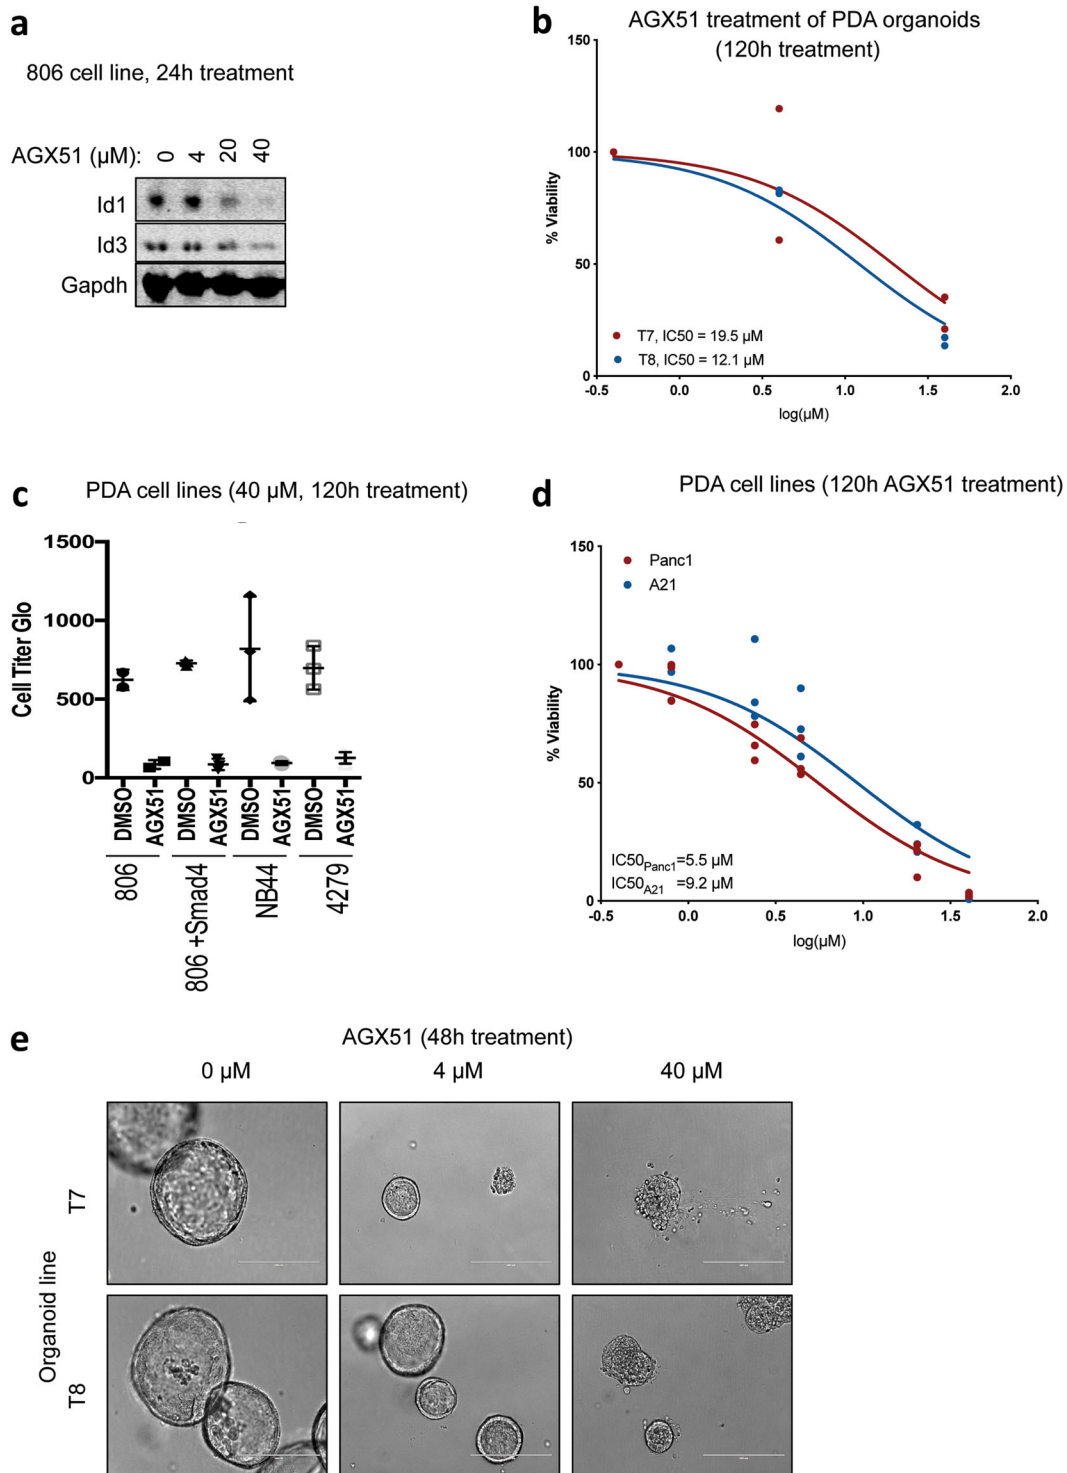 a
806 cell line, 24h treatment
AGX51 (µM): 0 4 20 40
Id1
Id3
Gapdh
b
AGX51 treatment of PDA organoids
(120h treatment)
% Viability
150
100
50
0
T7, IC50 = 19.5 µM
T8, IC50 = 12.1 µM
-0.5 0.0 0.5 1.0 1.5 2.0
log(µM)
c
PDA cell lines (40 µM, 120h treatment)
Cell Titer Glo
1500
1000
500
0
DMSO AGX51 DMSO AGX51 DMSO AGX51 DMSO AGX51
806 806 +Smad4 NB44 4279
d
PDA cell lines (120h AGX51 treatment)
% Viability
150
100
50
0
Panc1
A21
IC50Panc1=5.5 µM
IC50A21 =9.2 µM
-0.5 0.0 0.5 1.0 1.5 2.0
log(µM)
e
AGX51 (48h treatment)
0 µM 4 µM 40 µM
Organoid line
T7
T8